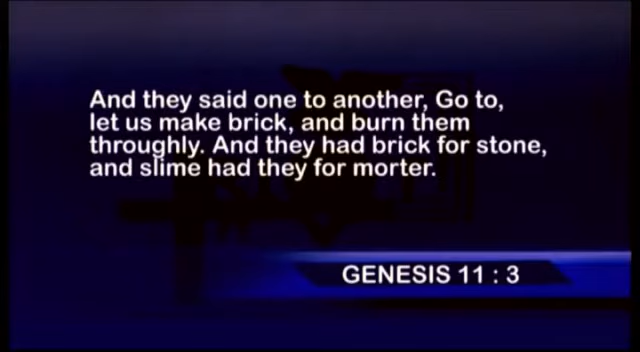 And they said one to another, Go to,
let us make brick, and burn them
throughly. And they had brick for stone,
and slime had they for morter.
GENESIS 11 : 3